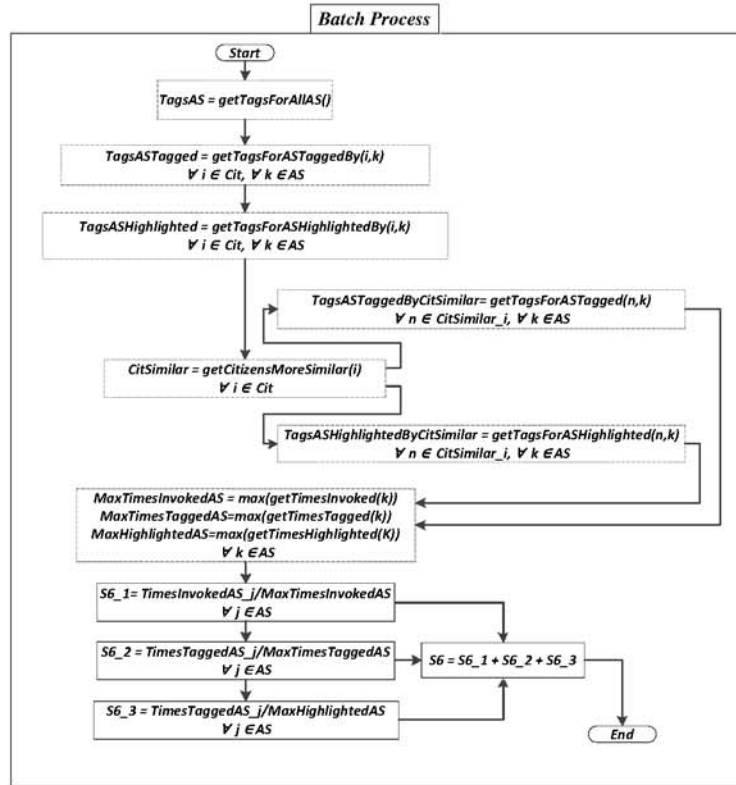 Batch Process
Start
TagsAS = getTagsForAllAS()
TagsASTagged = getTagsForASTaggedBy(i,k)
∀ i ∈ Cit, ∀ k ∈AS
TagsASHighlighted = getTagsForASHighlightedBy(i,k)
∀ i ∈ Cit, ∀ k ∈AS
TagsASTaggedByCitSimilar= getTagsForASTagged(n,k)
∀ n ∈ CitSimilar_i, ∀ k ∈AS
CitSimilar = getCitizensMoreSimilar(i)
∀ i ∈ Cit
TagsASHighlightedByCitSimilar = getTagsForASHighlighted(n,k)
∀ n ∈ CitSimilar_i, ∀ k ∈AS
MaxTimesInvokedAS = max(getTimesInvoked(k))
MaxTimesTaggedAS=max(getTimesTagged(k))
MaxHighlightedAS=max(getTimesHighlighted(K))
∀ k ∈AS
S6_1= TimesInvokedAS_j/MaxTimesInvokedAS
∀ j ∈AS
S6_2 = TimesTaggedAS_j/MaxTimesTaggedAS
∀ j ∈AS
S6 = S6_1 + S6_2 + S6_3
S6_3 = TimesTaggedAS_j/MaxHighlightedAS
∀ j ∈AS
End